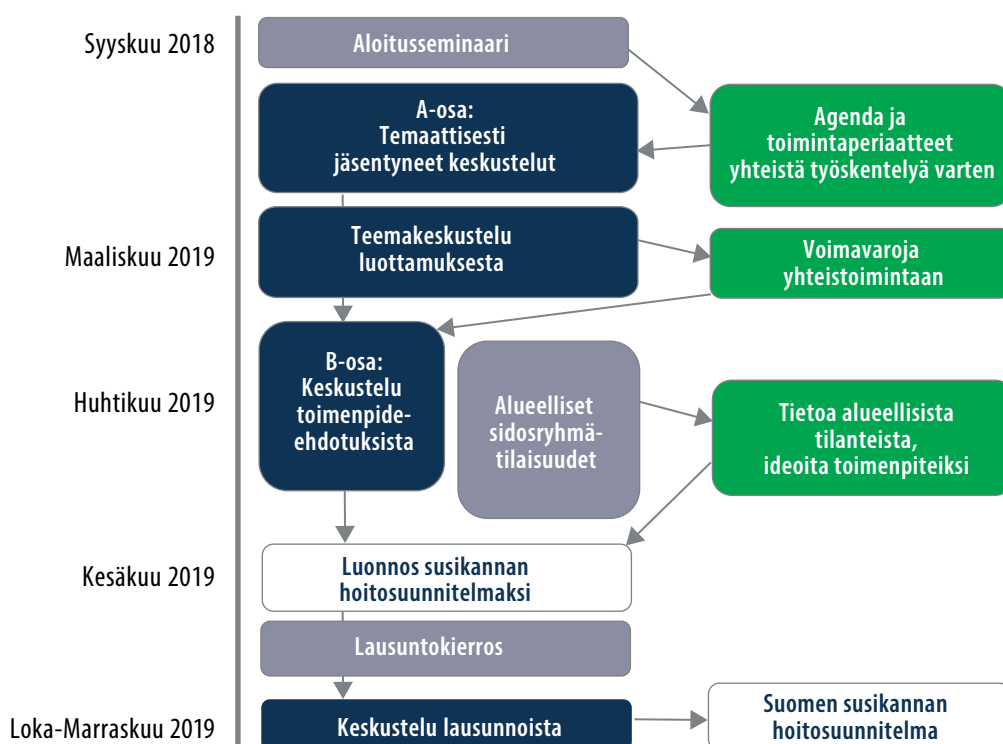 Syyskuu 2018
Aloitusseminaari
A-osa:
Temaattisesti
jäsentyneet keskustelut
Agenda ja
toimintaperiaatteet
yhteistä työskentelyä varten
Maaliskuu 2019
Teemakeskustelu
luottamuksesta
Voimavaroja
yhteistoimintaan
Huhtikuu 2019
B-osa:
Keskustelu
toimenpide-
ehdotuksista
Alueelliset
sidosryhmä-
tilaisuudet
Tietoa alueellisista
tilanteista,
ideoita toimenpiteiksi
Kesäkuu 2019
Luonnos susikannan
hoitosuunnitelmaksi
Lausuntokierros
Loka-Marraskuu 2019
Keskustelu lausunnoista
Suomen susikannan
hoitosuunnitelma